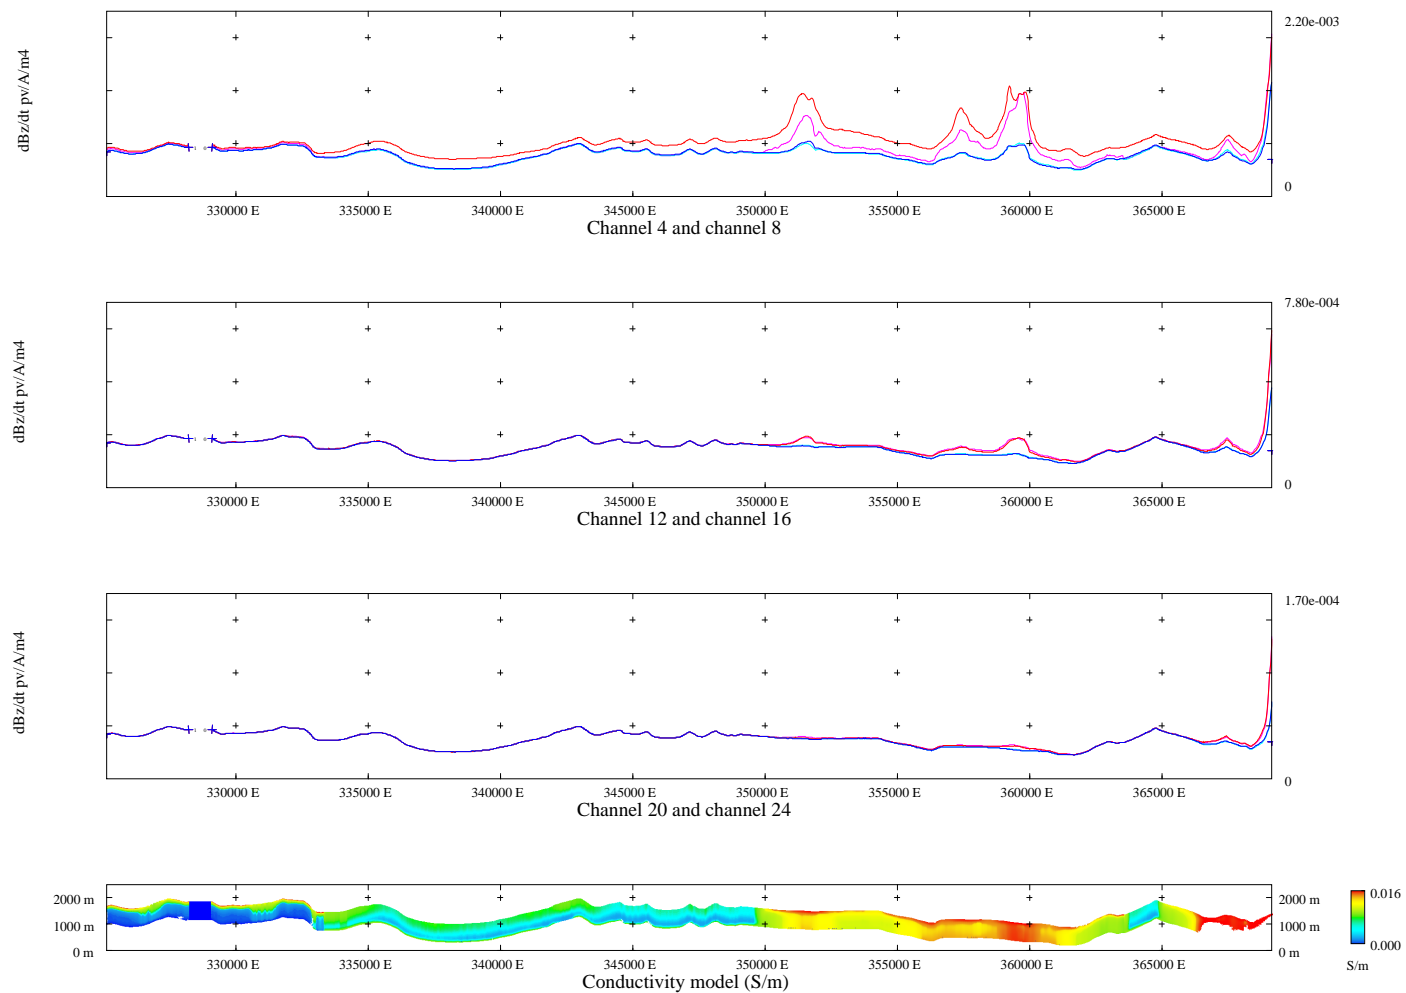 2.20e-003
dBz/dt pv/A/m4
0
330000 E 335000 E 340000 E 345000 E 350000 E 355000 E 360000 E 365000 E
Channel 4 and channel 8
7.80e-004
dBz/dt pv/A/m4
0
330000 E 335000 E 340000 E 345000 E 350000 E 355000 E 360000 E 365000 E
Channel 12 and channel 16
1.70e-004
dBz/dt pv/A/m4
0
330000 E 335000 E 340000 E 345000 E 350000 E 355000 E 360000 E 365000 E
Channel 20 and channel 24
2000 m 2000 m 0.016
1000 m 1000 m
0 m 0 m 0.000
S/m
330000 E 335000 E 340000 E 345000 E 350000 E 355000 E 360000 E 365000 E
Conductivity model (S/m)